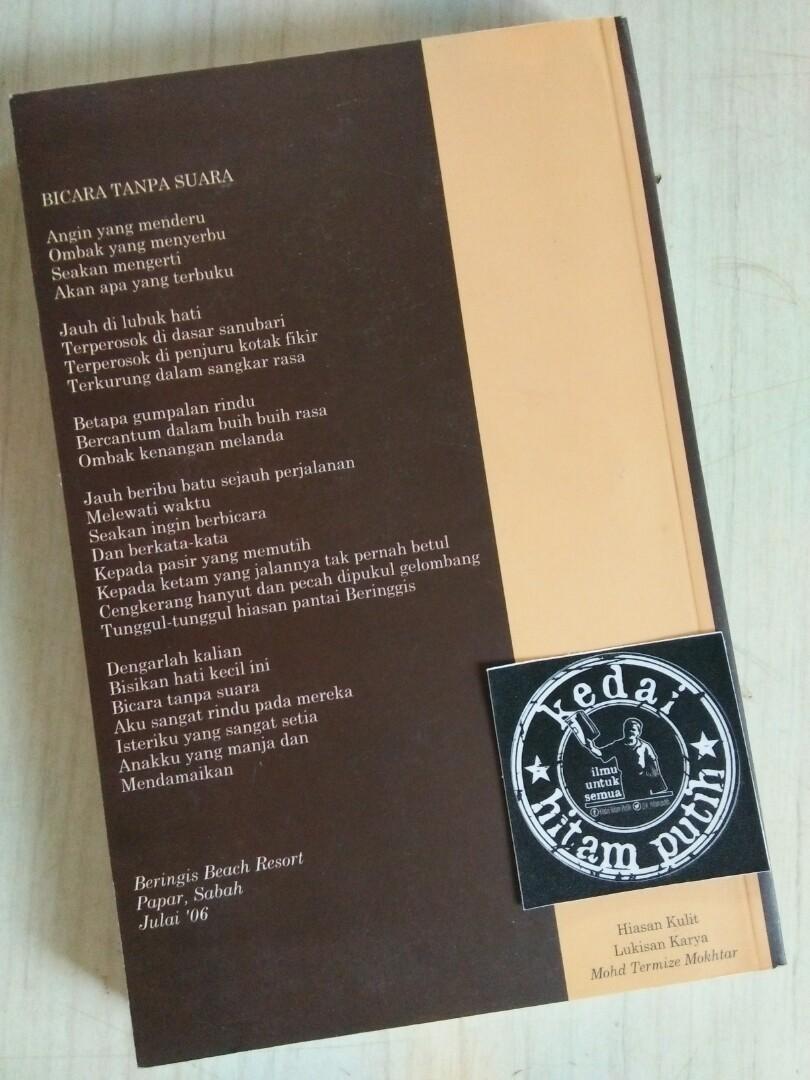 BICARA TANPA SUARA
Angin yang menderu
Ombak yang menyerbu
Seakan mengerti
Akan apa yang terbuku
Jauh di lubuk hati
Terperosok di dasar sanubari
Terperosok di penjuru kotak fikir
Terkurung dalam sangkar rasa
Betapa gumpalan rindu
Bercantum dalam buih buih rasa
Ombak kenangan melanda
Jauh beribu batu sejauh perjalanan
Melewati waktu
Seakan ingin berbicara
Dan berkata-kata
Kepada pasir yang memutih
Kepada ketam yang jalannya tak pernah betul
Cengkerang hanyut dan pecah dipukul gelombang
Tunggul-tunggul hiasan pantai Beringgis
Dengarlah kalian
Bisikan hati kecil ini
Bicara tanpa suara
Aku sangat rindu pada mereka
Isteriku yang sangat setia
Anakku yang manja dan
Mendamaikan
Beringis Beach Resort
Papar, Sabah
Julai '06
kedai
ilmu
untuk
semua
hitam putih
Hiasan Kulit
Lukisan Karya
Mohd Termize Mokhtar